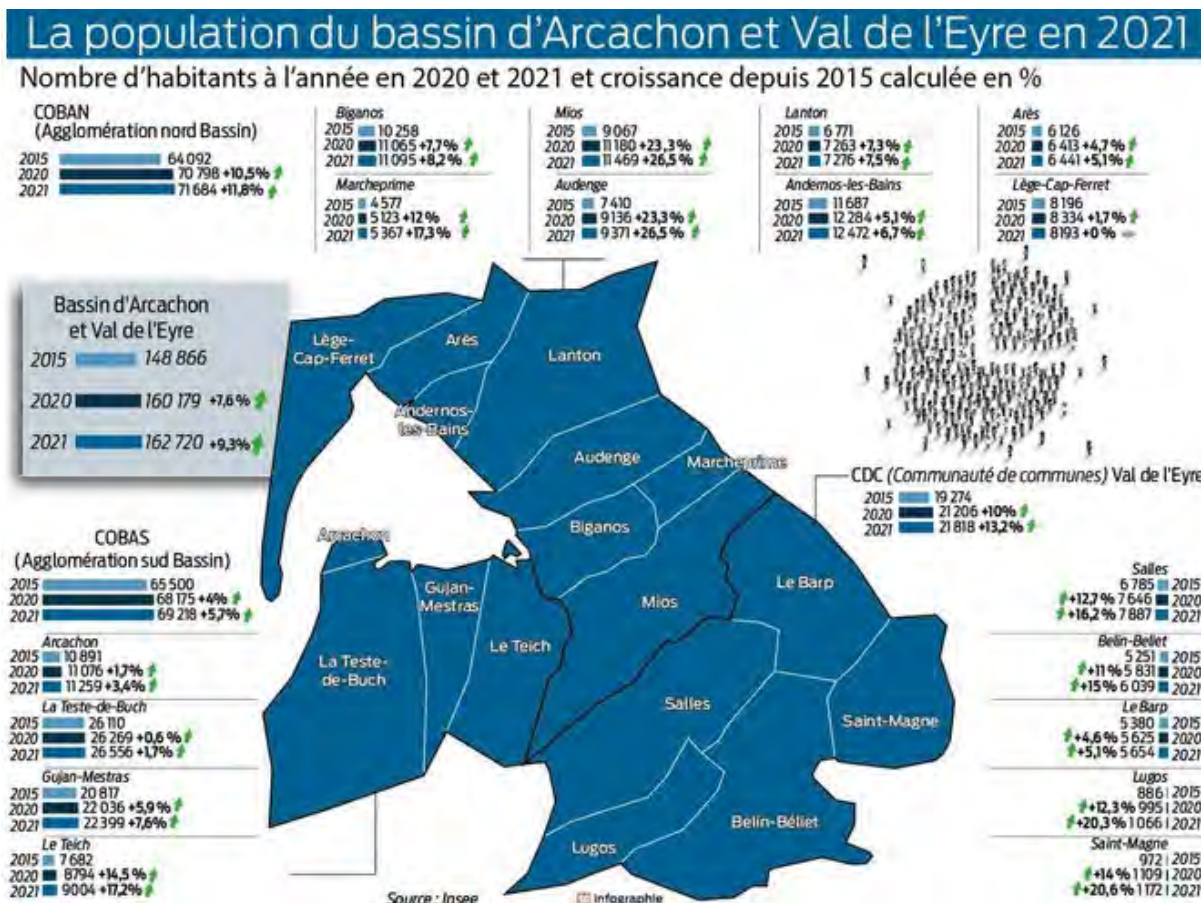 La population du bassin d'Arcachon et Val de l'Eyre en 2021
Nombre d'habitants à l'année en 2020 et 2021 et croissance depuis 2015 calculée en %
COBAN
(Agglomération nord Bassin)
2015 64 092
2020 70 798 +10,5%
2021 71 684 +11,8%
Biganos
2015 10 258
2020 11 065 +7,7%
2021 11 095 +8,2%
Mios
2015 9 067
2020 11 180 +23,3%
2021 11 469 +26,5%
Lanton
2015 6 771
2020 7 263 +7,3%
2021 7 276 +7,5%
Arès
2015 6 126
2020 6 413 +4,7%
2021 6 441 +5,1%
Marcheprime
2015 4 577
2020 5 123 +12 %
2021 5 367 +17,3%
Audenge
2015 7 410
2020 9 136 +23,3%
2021 9 371 +26,5%
Andernos-les-Bains
2015 11 687
2020 12 284 +5,1%
2021 12 472 +6,7%
Lège-Cap-Ferret
2015 8 196
2020 8 334 +1,7%
2021 8193 +0 %
Bassin d'Arcachon
et Val de l'Eyre
2015 148 866
2020 160 179 +7,6 %
2021 162 720 +9,3%
Lège-
Cap-Ferret
Arès
Lanton
Andernos-
les-Bains
Audenge
Marcheprime
Biganos
Arcachon
Gujan-
Mestras
Le Teich
La Teste-
de-Buch
Mios
Le Barp
Salles
Saint-Magne
Belin-Béliet
Lugos
CDC (Communauté de communes) Val de l'Eyre
2015 19 274
2020 21 206 +10%
2021 21 818 +13,2%
COBAS
(Agglomération sud Bassin)
2015 65 500
2020 68 175 +4%
2021 69 218 +5,7%
Arcachon
2015 10 891
2020 11 076 +1,7%
2021 11 259 +3,4%
La Teste-de-Buch
2015 26 110
2020 26 269 +0,6 %
2021 26 556 +1,7%
Gujan-Mestras
2015 20 817
2020 22 036 +5,9 %
2021 22 399 +7,6%
Le Teich
2015 7 682
2020 8794 +14,5 %
2021 9004 +17,2%
Salles
6 785 2015
+12,7 % 7 646 2020
+16,2 % 7 887 2021
Belin-Beliet
5 251 2015
+11 % 5 831 2020
+15 % 6 039 2021
Le Barp
5 380 2015
+4,6 % 5 625 2020
+5,1 % 5 654 2021
Lugos
886 2015
+12,3 % 995 2020
+20,3 % 1 066 2021
Saint-Magne
972 2015
+14 % 1 109 2020
+20,6 % 1 172 2021
Source : Insee
Infographie